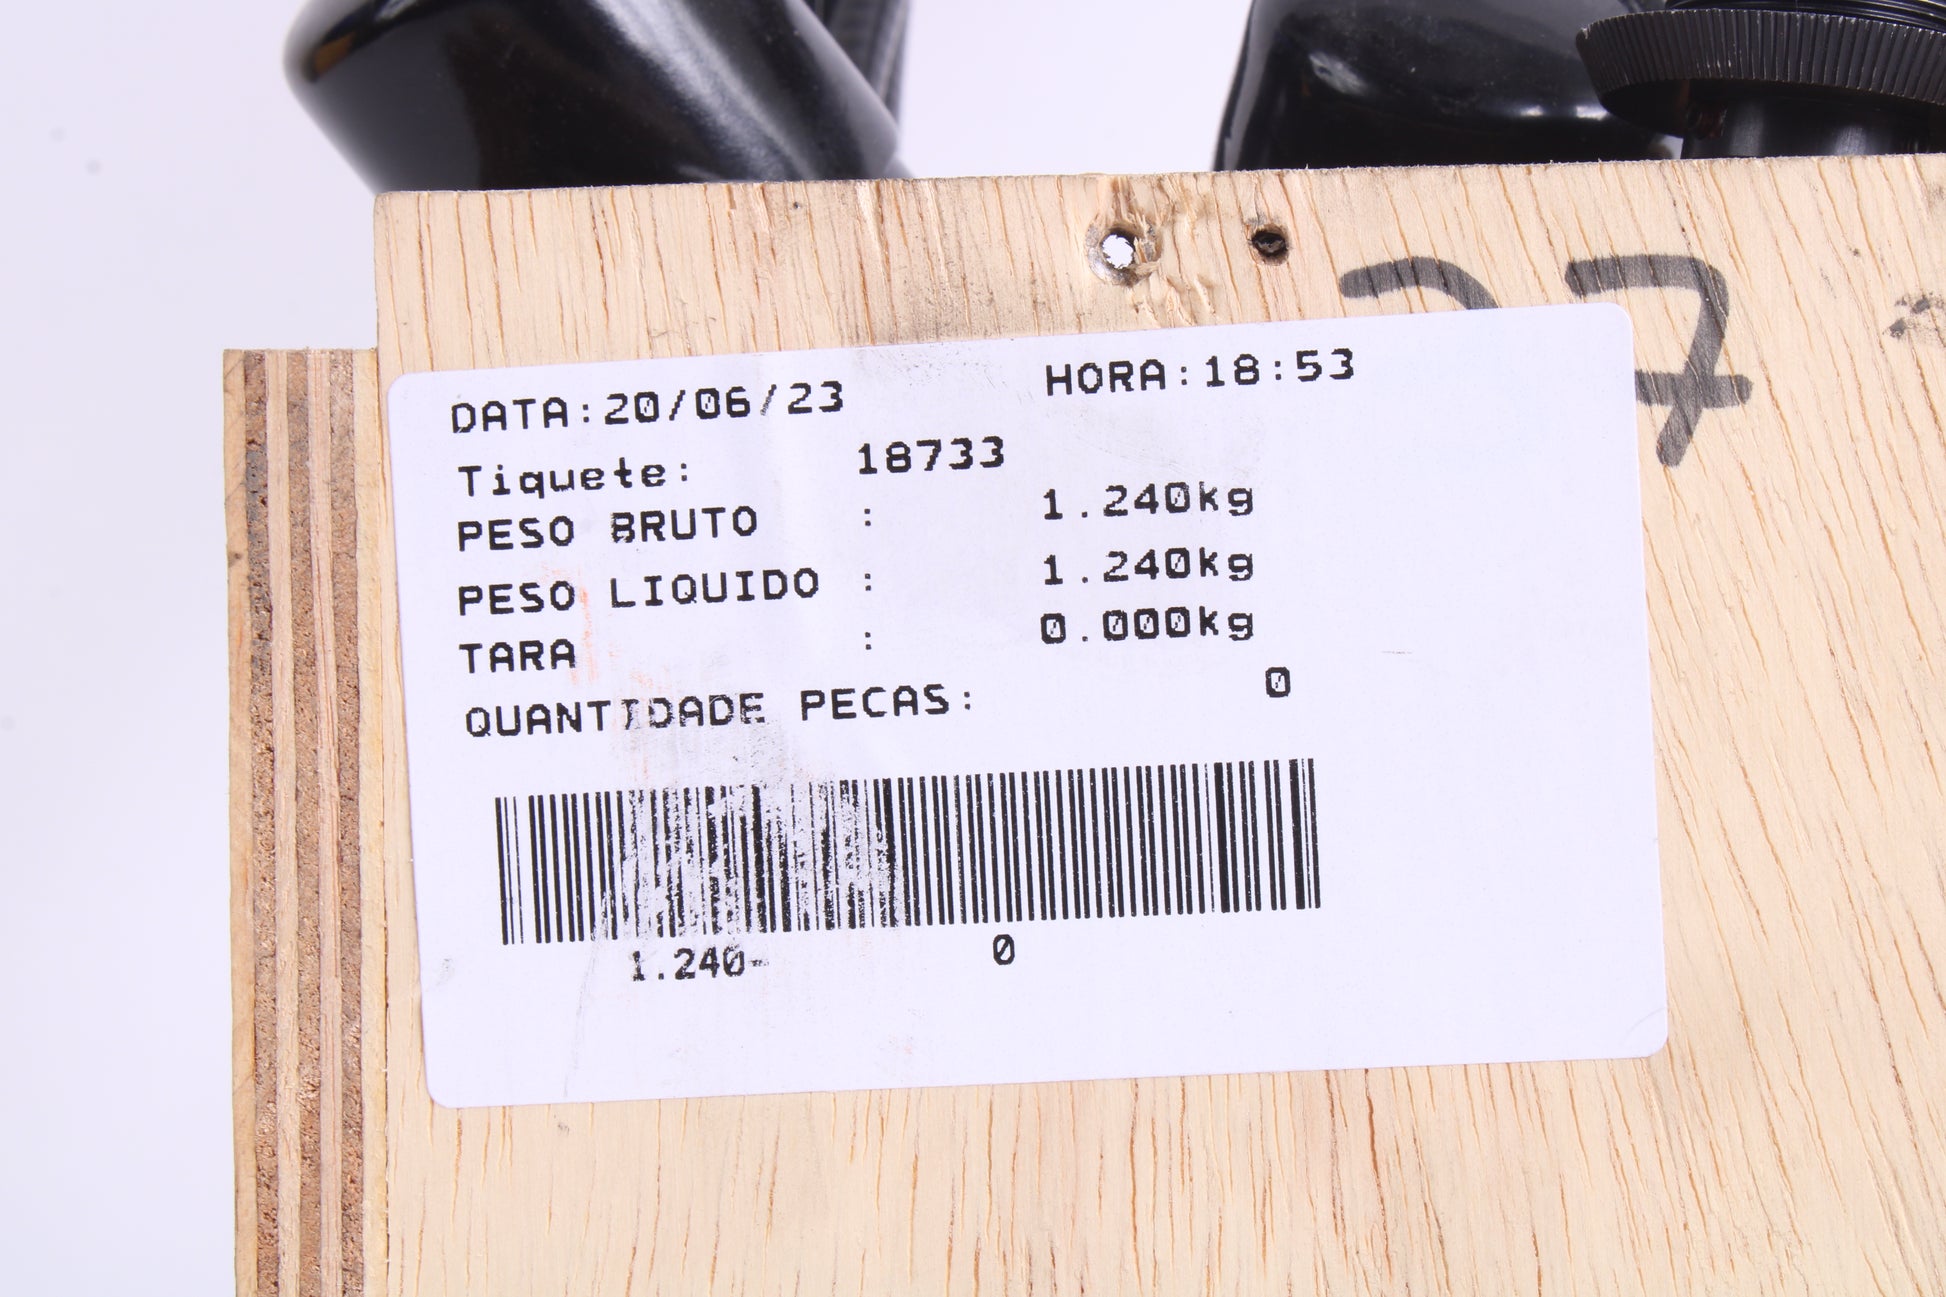 27
DATA:20/06/23 HORA:18:53
Tiquete: 18733
PESO BRUTO : 1.240kg
PESO LIQUIDO : 1.240kg
TARA : 0.000kg
QUANTIDADE PECAS: 0
1.240- 0